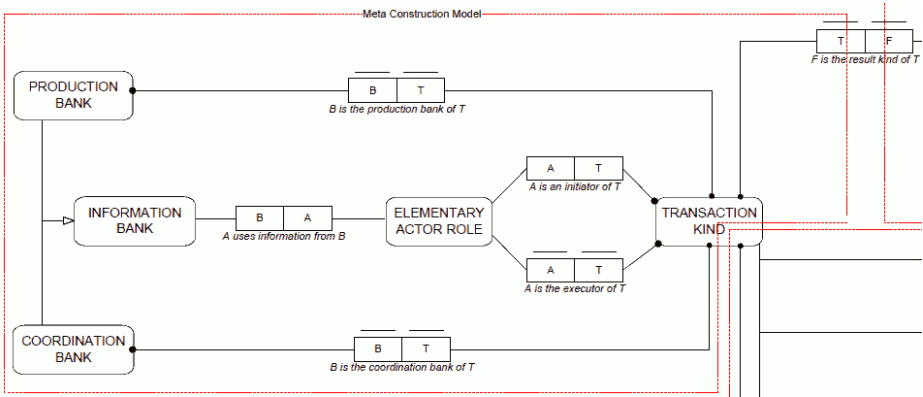 Meta Construction Model
T F
F is the result kind of T
PRODUCTION
BANK
B T
B is the production bank of T
A T
A is an initiator of T
INFORMATION
BANK
B A
A uses information from B
ELEMENTARY
ACTOR ROLE
TRANSACTION
KIND
A T
A is the executor of T
COORDINATION
BANK
B T
B is the coordination bank of T